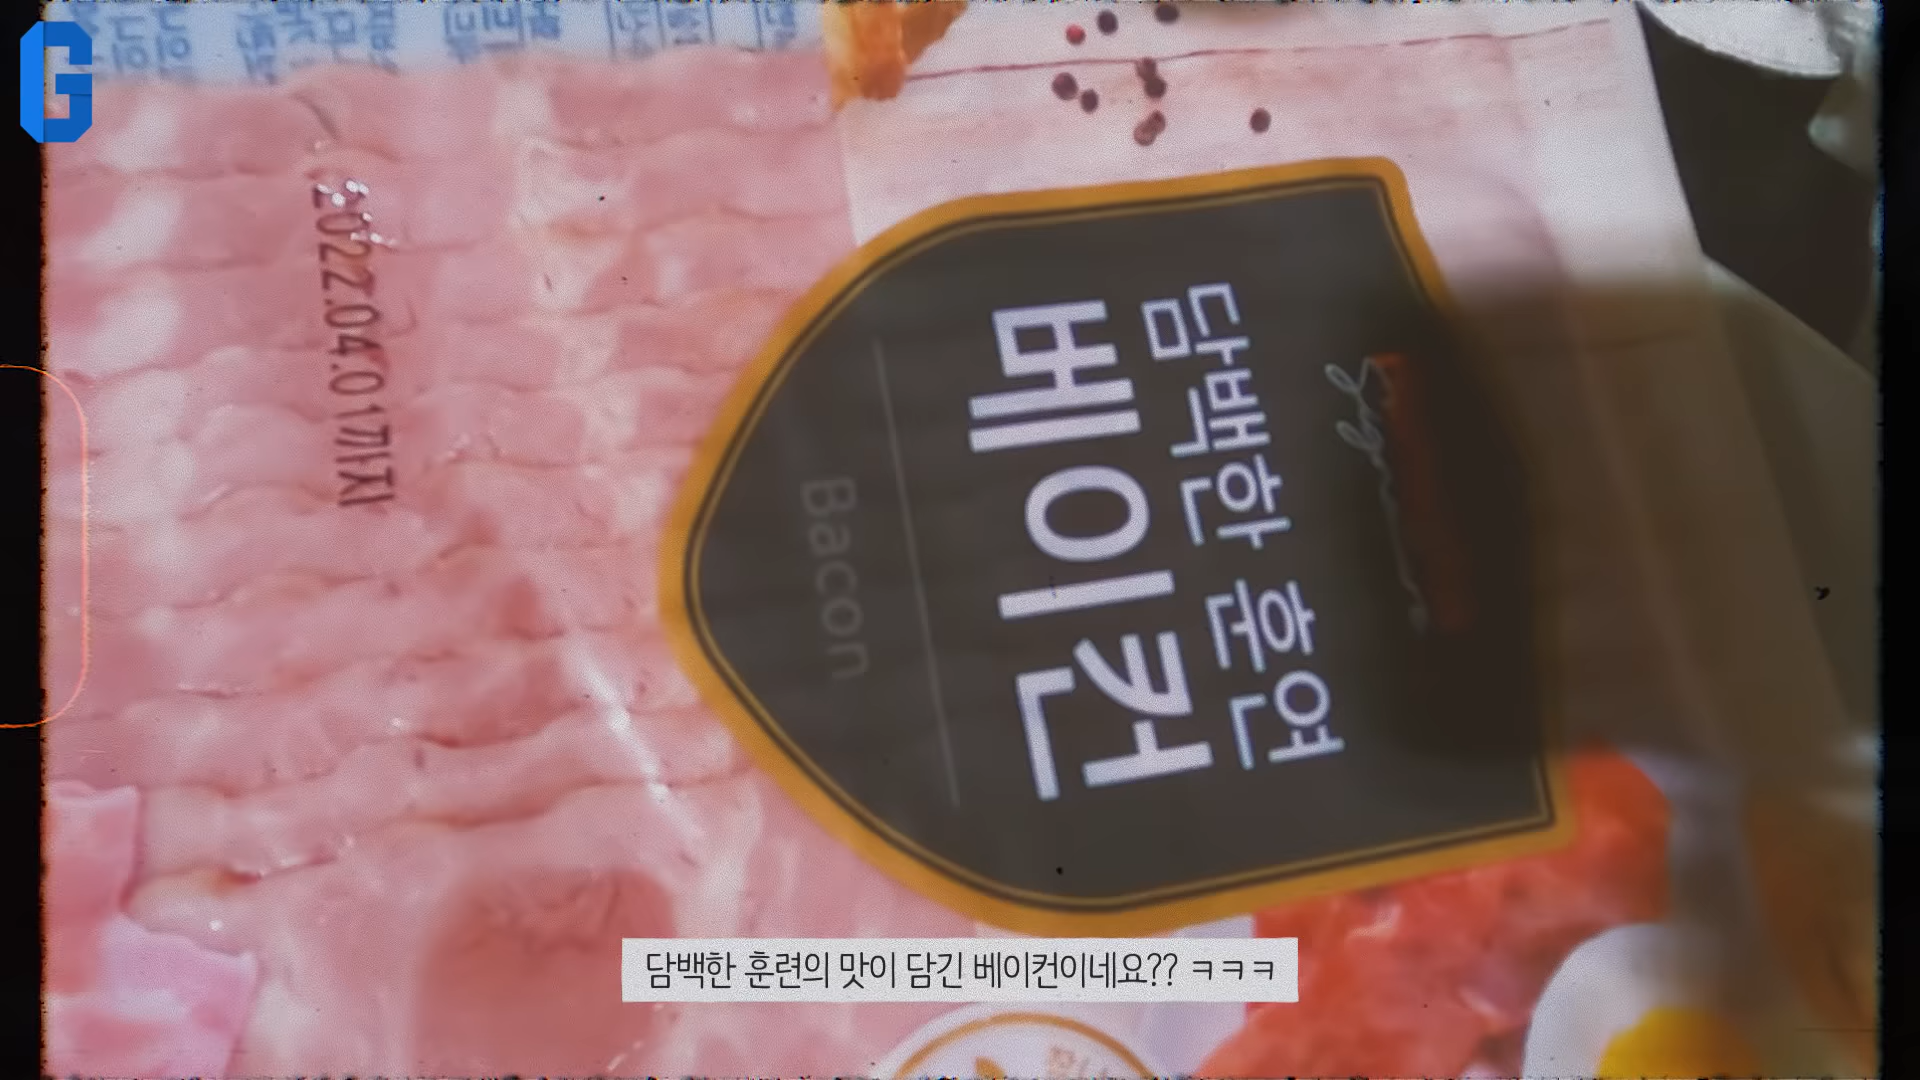 G
2022.04.01까지
담백한 훈연
베이컨
Bacon
담백한 훈련의 맛이 담긴 베이컨이네요?? ㅋㅋㅋ